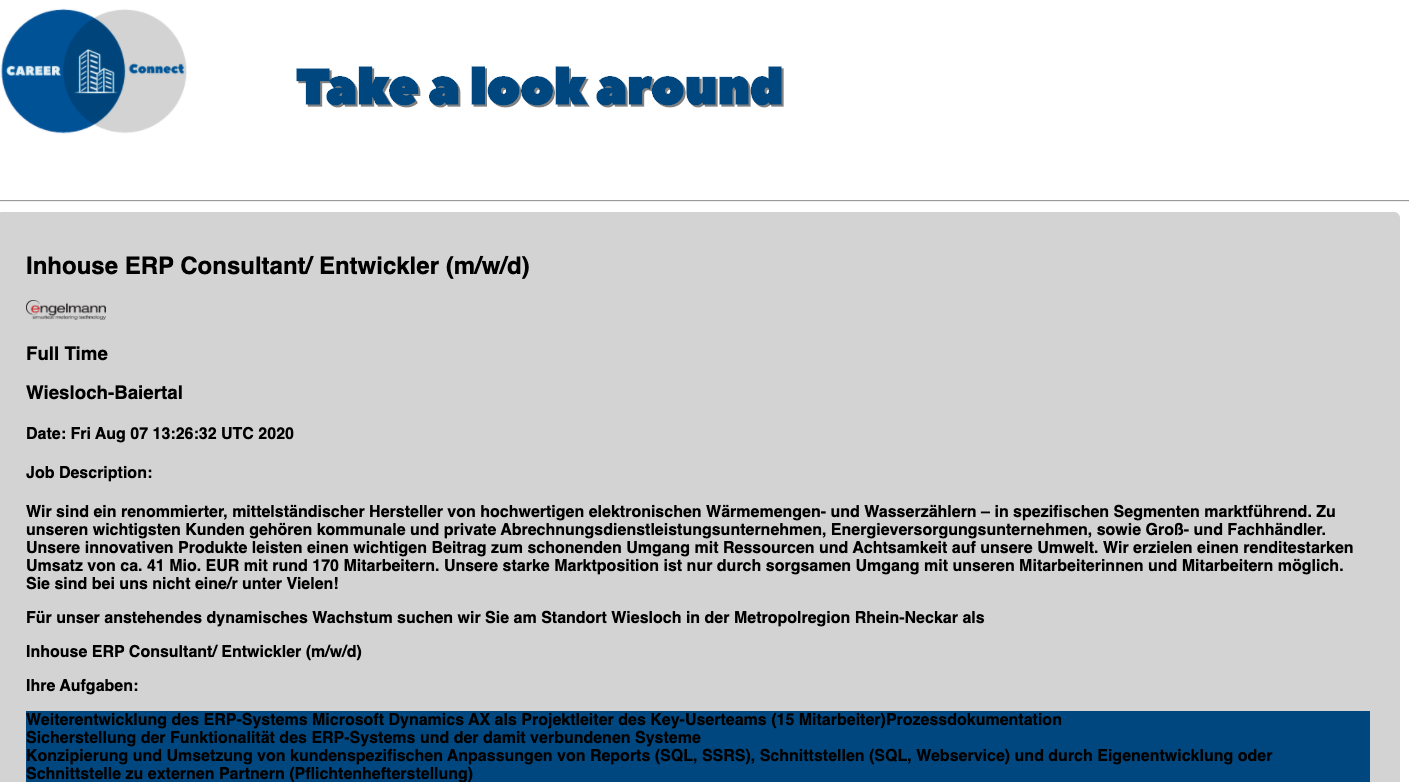 CAREER
Connect
Take a look around
Inhouse ERP Consultant/ Entwickler (m/w/d)
engelmann
Full Time
Wiesloch-Baiertal
Date: Fri Aug 07 13:26:32 UTC 2020
Job Description:
Wir sind ein renommierter, mittelständischer Hersteller von hochwertigen elektronischen Wärmemengen- und Wasserzählern – in spezifischen Segmenten marktführend. Zu
unseren wichtigsten Kunden gehören kommunale und private Abrechnungsdienstleistungsunternehmen, Energieversorgungsunternehmen, sowie Groß- und Fachhändler.
Unsere innovativen Produkte leisten einen wichtigen Beitrag zum schonenden Umgang mit Ressourcen und Achtsamkeit auf unsere Umwelt. Wir erzielen einen renditestarken
Umsatz von ca. 41 Mio. EUR mit rund 170 Mitarbeitern. Unsere starke Marktposition ist nur durch sorgsamen Umgang mit unseren Mitarbeiterinnen und Mitarbeitern möglich.
Sie sind bei uns nicht eine/r unter Vielen!
Für unser anstehendes dynamisches Wachstum suchen wir Sie am Standort Wiesloch in der Metropolregion Rhein-Neckar als
Inhouse ERP Consultant/ Entwickler (m/w/d)
Ihre Aufgaben:
Weiterentwicklung des ERP-Systems Microsoft Dynamics AX als Projektleiter des Key-Userteams (15 Mitarbeiter)Prozessdokumentation
Sicherstellung der Funktionalität des ERP-Systems und der damit verbundenen Systeme
Konzipierung und Umsetzung von kundenspezifischen Anpassungen von Reports (SQL, SSRS), Schnittstellen (SQL, Webservice) und durch Eigenentwicklung oder
Schnittstelle zu externen Partnern (Pflichtenhefterstellung)